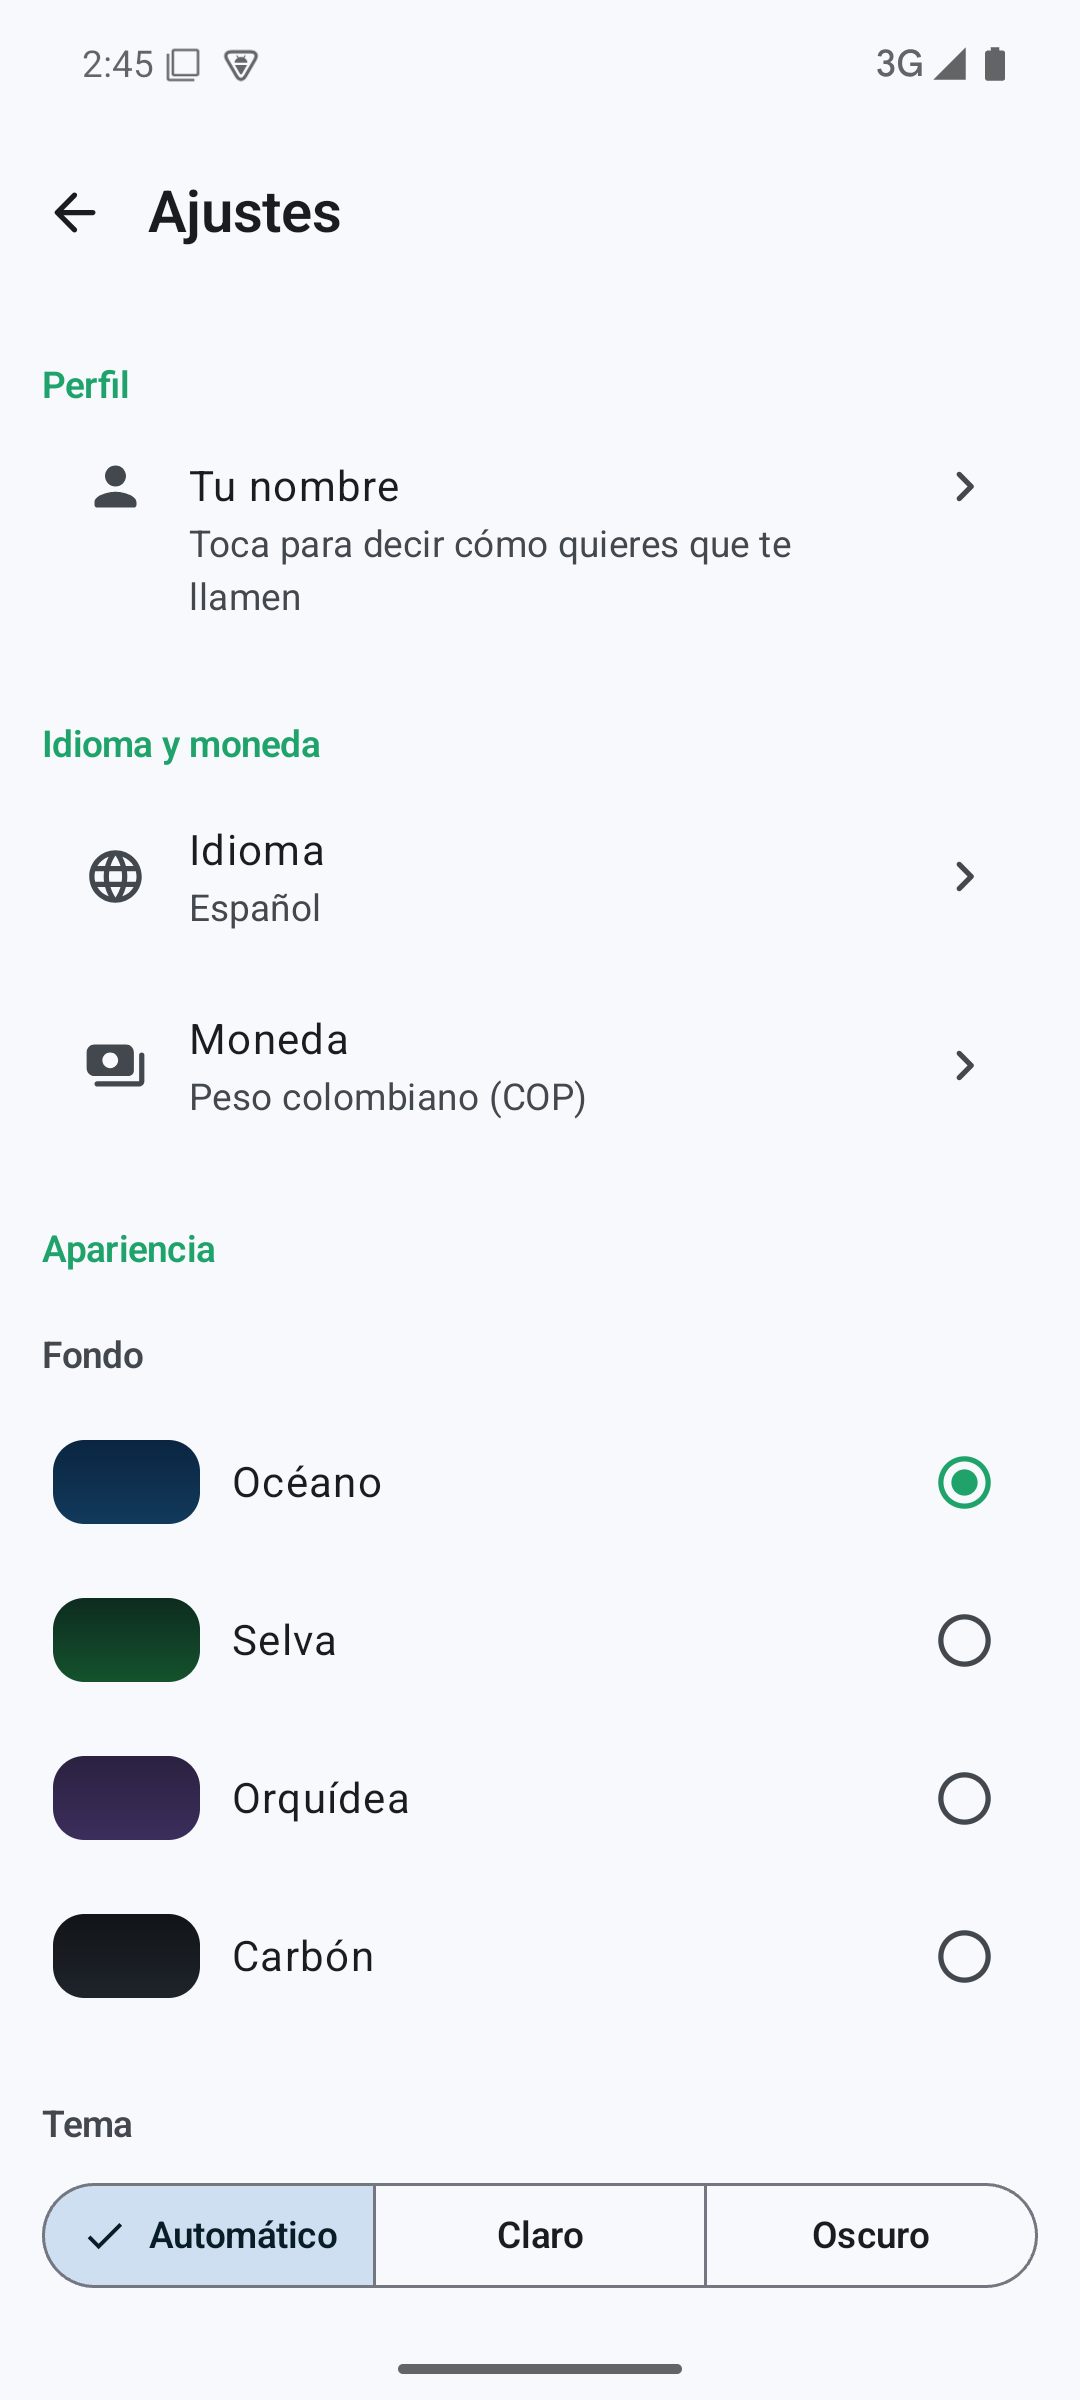 2:45
3G
Ajustes
Perfil
Tu nombre
Toca para decir cómo quieres que te
llamen
Idioma y moneda
Idioma
Español
Moneda
Peso colombiano (COP)
Apariencia
Fondo
Océano
Selva
Orquídea
Carbón
Tema
Automático
Claro
Oscuro